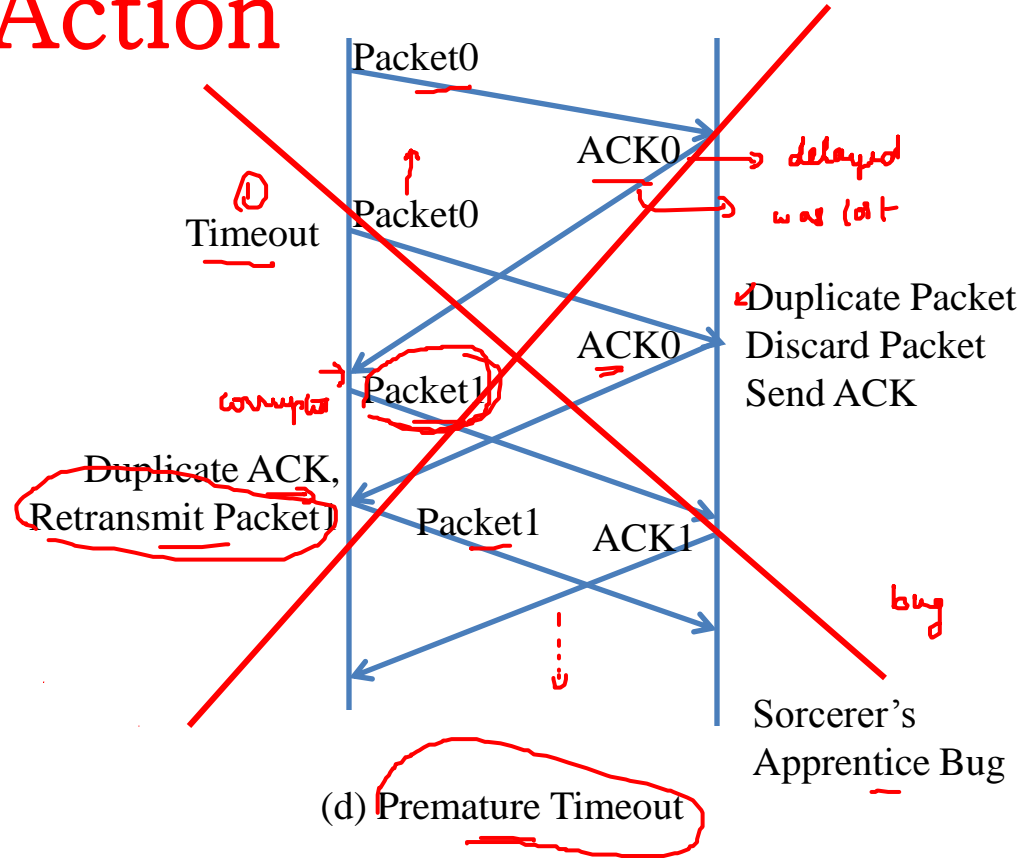 Action
Packet0
ACK0
delayed
was lost
①
Timeout
Packet0
Duplicate Packet
Discard Packet
Send ACK
ACK0
Packet1
Duplicate ACK,
Retransmit Packet1
Packet1
ACK1
bug
Sorcerer's
Apprentice Bug
(d) Premature Timeout